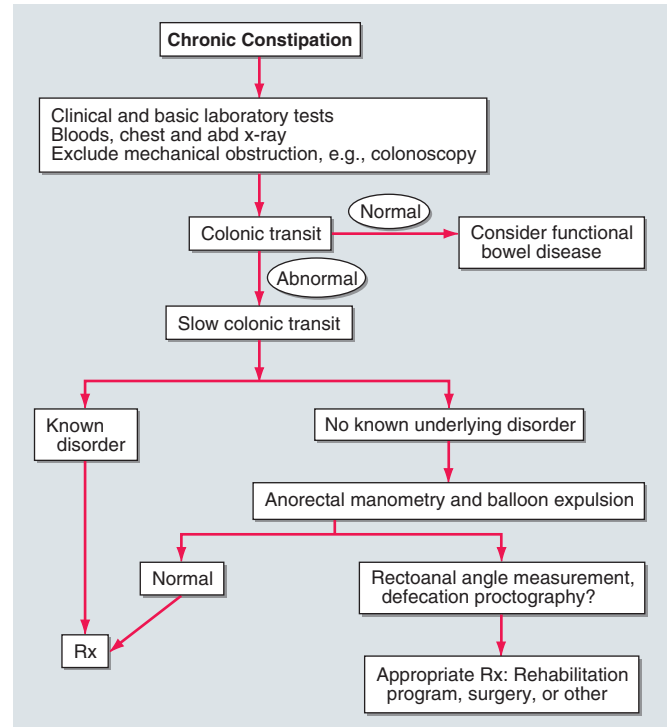 Chronic Constipation
Clinical and basic laboratory tests
Bloods, chest and abd x-ray
Exclude mechanical obstruction, e.g., colonoscopy
Normal
Colonic transit
Consider functional
bowel disease
Abnormal
Slow colonic transit
Known
disorder
No known underlying disorder
Anorectal manometry and balloon expulsion
Normal
Rectoanal angle measurement,
defecation proctography?
Rx
Appropriate Rx: Rehabilitation
program, surgery, or other